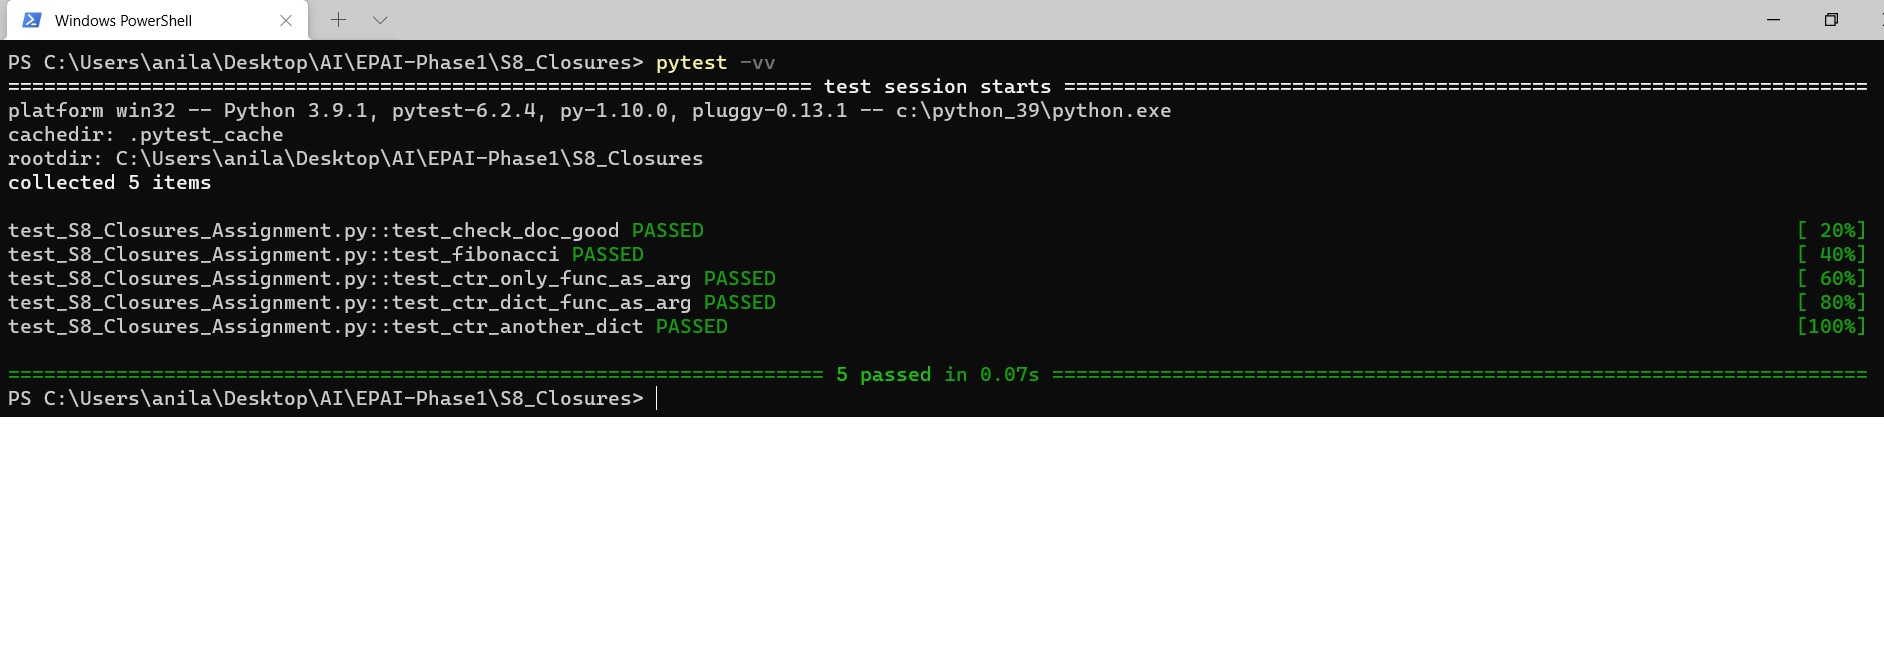 Windows PowerShell
PS C:\Users\anila\Desktop\AI\EPAI-Phase1\S8_Closures> pytest -vv
=================================================================== test session starts ===================================================================
platform win32 -- Python 3.9.1, pytest-6.2.4, py-1.10.0, pluggy-0.13.1 -- c:\python_39\python.exe
cachedir: .pytest_cache
rootdir: C:\Users\anila\Desktop\AI\EPAI-Phase1\S8_Closures
collected 5 items
test_S8_Closures_Assignment.py::test_check_doc_good PASSED [ 20%]
test_S8_Closures_Assignment.py::test_fibonacci PASSED [ 40%]
test_S8_Closures_Assignment.py::test_ctr_only_func_as_arg PASSED [ 60%]
test_S8_Closures_Assignment.py::test_ctr_dict_func_as_arg PASSED [ 80%]
test_S8_Closures_Assignment.py::test_ctr_another_dict PASSED [100%]
==================================================================== 5 passed in 0.07s ====================================================================
PS C:\Users\anila\Desktop\AI\EPAI-Phase1\S8_Closures>